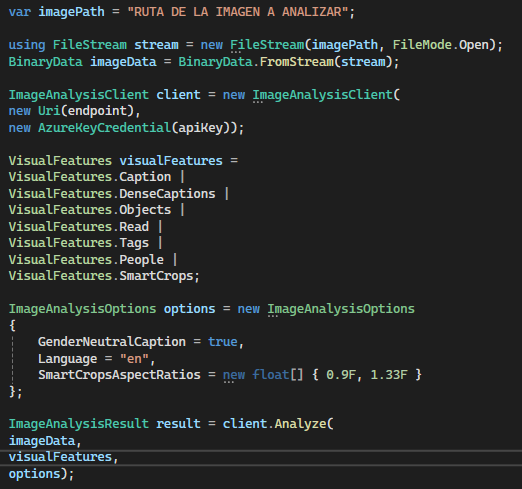 var imagePath = "RUTA DE LA IMAGEN A ANALIZAR";
using FileStream stream = new FileStream(imagePath, FileMode.Open);
BinaryData imageData = BinaryData.FromStream(stream);
ImageAnalysisClient client = new ImageAnalysisClient(
new Uri(endpoint),
new AzureKeyCredential(apiKey));
VisualFeatures visualFeatures =
VisualFeatures.Caption |
VisualFeatures.DenseCaptions |
VisualFeatures.Objects |
VisualFeatures.Read |
VisualFeatures.Tags |
VisualFeatures.People |
VisualFeatures.SmartCrops;
ImageAnalysisOptions options = new ImageAnalysisOptions
{
    GenderNeutralCaption = true,
    Language = "en",
    SmartCropsAspectRatios = new float[] { 0.9F, 1.33F }
};
ImageAnalysisResult result = client.Analyze(
imageData,
visualFeatures,
options);